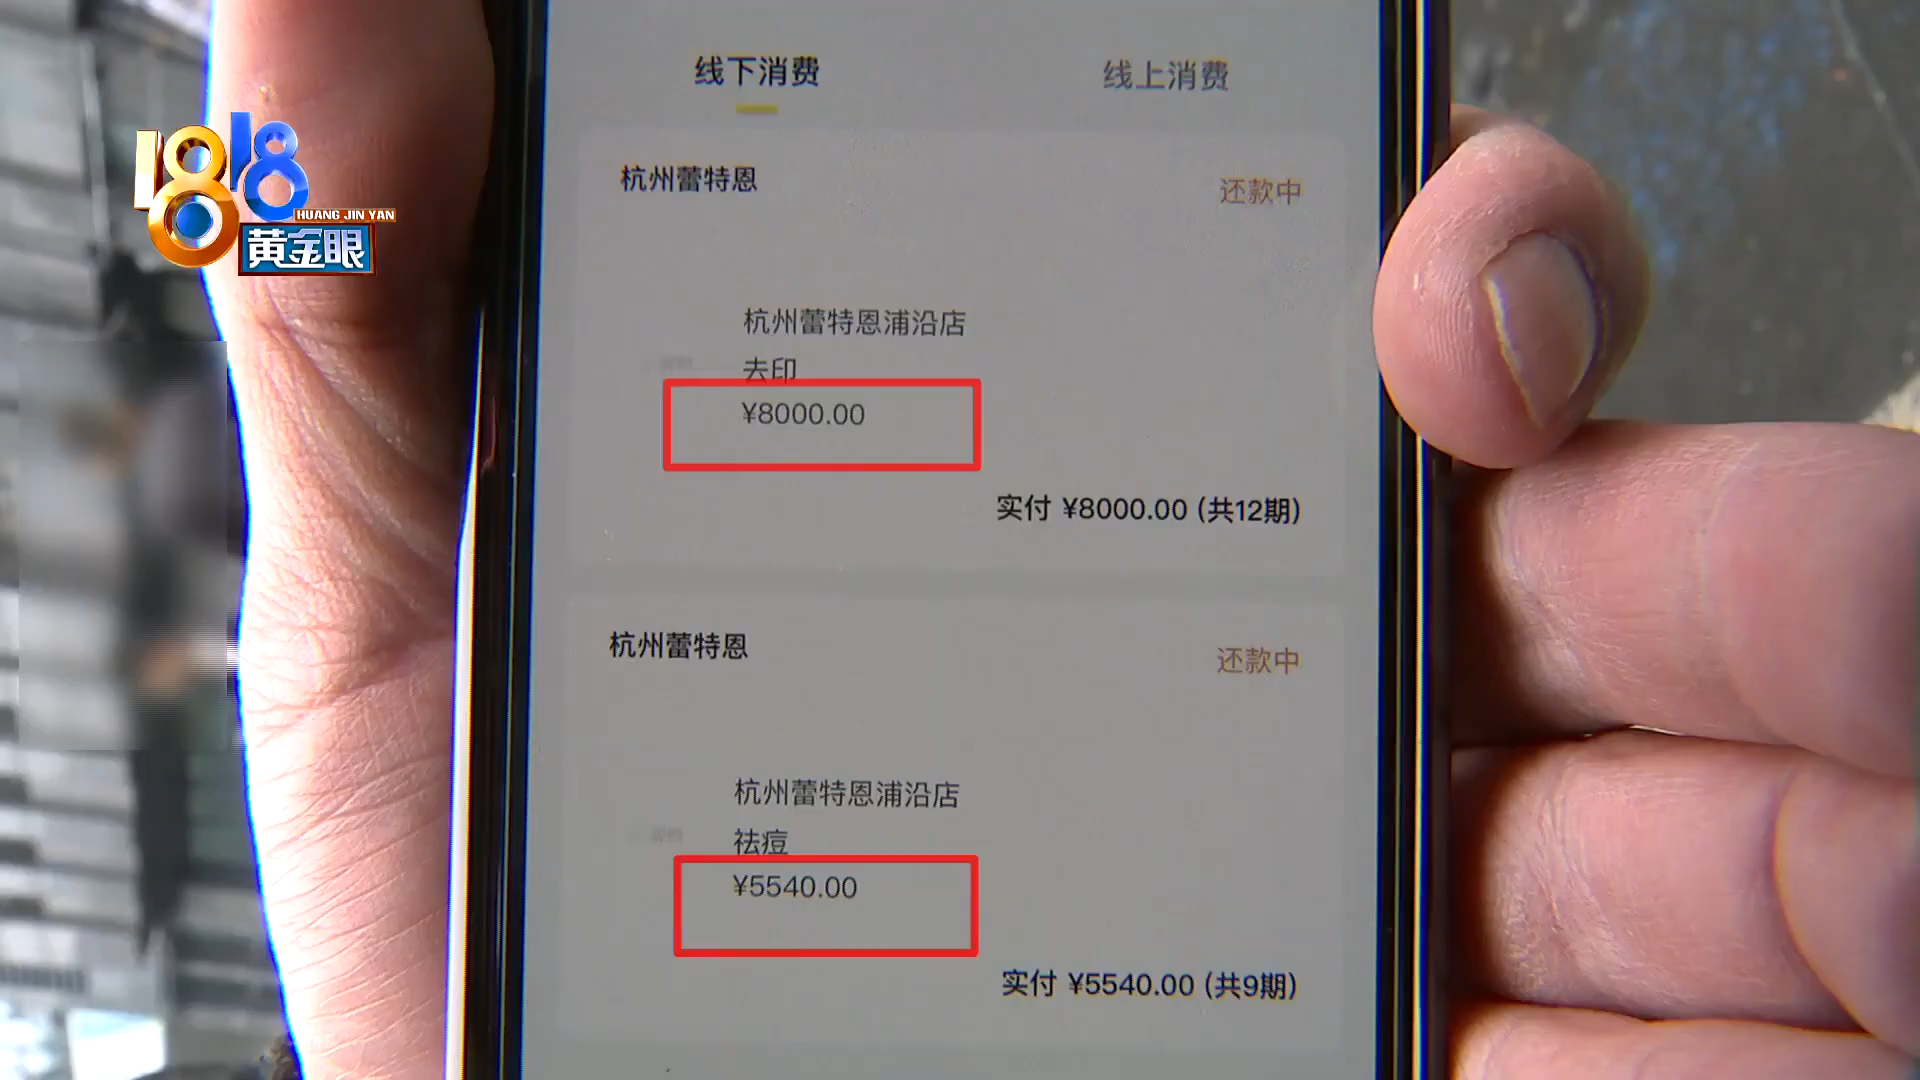 线下消费
线上消费
1818
HUANG JIN YAN
黄金眼
杭州蕾特恩
还款中
杭州蕾特恩浦沿店
去印
¥8000.00
实付 ¥8000.00 (共12期)
杭州蕾特恩
还款中
杭州蕾特恩浦沿店
祛痘
¥5540.00
实付 ¥5540.00 (共9期)